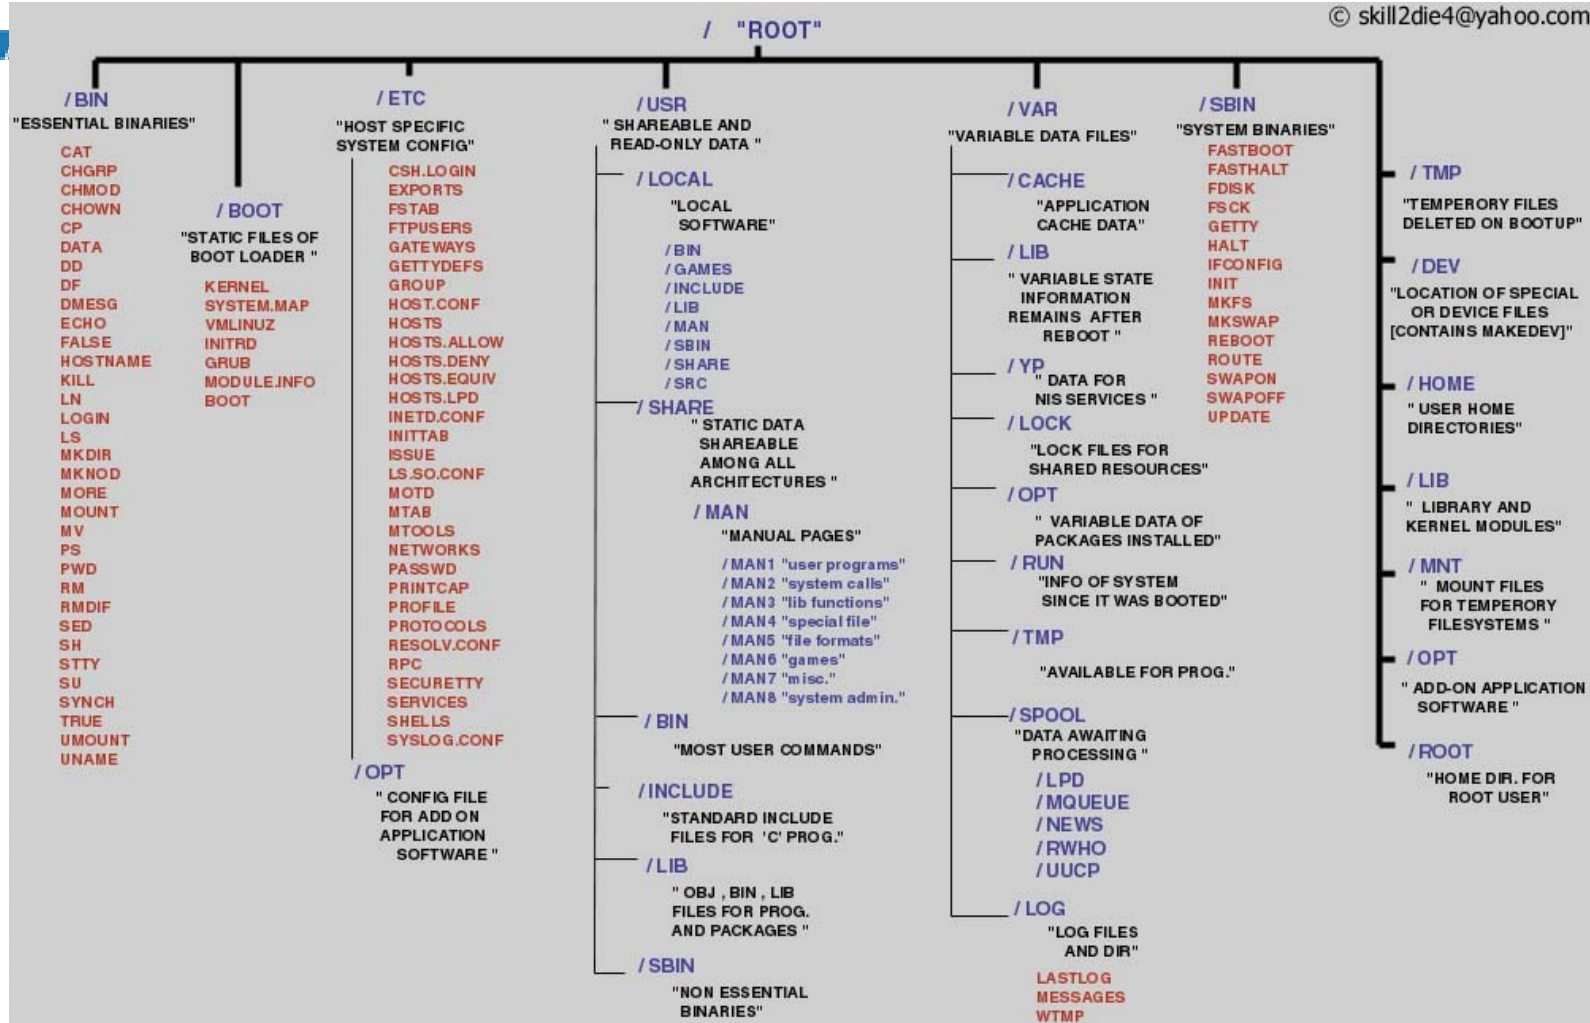 © skill2die4@yahoo.com
/ "ROOT"
/BIN
"ESSENTIAL BINARIES"
CAT
CHGRP
CHMOD
CHOWN
CP
DATA
DD
DF
DMESG
ECHO
FALSE
HOSTNAME
KILL
LN
LOGIN
LS
MKDIR
MKNOD
MORE
MOUNT
MV
PS
PWD
RM
RMDIF
SED
SH
STTY
SU
SYNCH
TRUE
UMOUNT
UNAME
/BOOT
"STATIC FILES OF
BOOT LOADER "
KERNEL
SYSTEM.MAP
VMLINUZ
INITRD
GRUB
MODULE.INFO
BOOT
/ETC
"HOST SPECIFIC
SYSTEM CONFIG"
CSH.LOGIN
EXPORTS
FSTAB
FTPUSERS
GATEWAYS
GETTYDEFS
GROUP
HOST.CONF
HOSTS
HOSTS.ALLOW
HOSTS.DENY
HOSTS.EQUIV
HOSTS.LPD
INETD.CONF
INITTAB
ISSUE
LS.SO.CONF
MOTD
MTAB
MTOOLS
NETWORKS
PASSWD
PRINTCAP
PROFILE
PROTOCOLS
RESOLV.CONF
RPC
SECURETTY
SERVICES
SHELLS
SYSLOG.CONF
/OPT
" CONFIG FILE
FOR ADD ON
APPLICATION
SOFTWARE "
/USR
" SHAREABLE AND
READ-ONLY DATA "
/LOCAL
"LOCAL
SOFTWARE"
/BIN
/GAMES
/INCLUDE
/LIB
/MAN
/SBIN
/SHARE
/SRC
/SHARE
" STATIC DATA
SHAREABLE
AMONG ALL
ARCHITECTURES "
/MAN
"MANUAL PAGES"
/MAN1 "user programs"
/MAN2 "system calls"
/MAN3 "lib functions"
/MAN4 "special file"
/MAN5 "file formats"
/MAN6 "games"
/MAN7 "misc."
/MAN8 "system admin."
/BIN
"MOST USER COMMANDS"
/INCLUDE
"STANDARD INCLUDE
FILES FOR 'C' PROG."
/LIB
" OBJ , BIN , LIB
FILES FOR PROG.
AND PACKAGES "
/SBIN
"NON ESSENTIAL
BINARIES"
/VAR
"VARIABLE DATA FILES"
/CACHE
"APPLICATION
CACHE DATA"
/LIB
" VARIABLE STATE
INFORMATION
REMAINS AFTER
REBOOT "
/YP
" DATA FOR
NIS SERVICES "
/LOCK
"LOCK FILES FOR
SHARED RESOURCES"
/OPT
" VARIABLE DATA OF
PACKAGES INSTALLED"
/RUN
"INFO OF SYSTEM
SINCE IT WAS BOOTED"
/TMP
"AVAILABLE FOR PROG."
/SPOOL
"DATA AWAITING
PROCESSING "
/LPD
/MQUEUE
/NEWS
/RWHO
/UUCP
/LOG
"LOG FILES
AND DIR"
LASTLOG
MESSAGES
WTMP
/SBIN
"SYSTEM BINARIES"
FASTBOOT
FASTHALT
FDISK
FSCK
GETTY
HALT
IFCONFIG
INIT
MKFS
MKSWAP
REBOOT
ROUTE
SWAPON
SWAPOFF
UPDATE
/TMP
"TEMPERORY FILES
DELETED ON BOOTUP"
/DEV
"LOCATION OF SPECIAL
OR DEVICE FILES
[CONTAINS MAKEDEV]"
/HOME
" USER HOME
DIRECTORIES"
/LIB
" LIBRARY AND
KERNEL MODULES"
/MNT
" MOUNT FILES
FOR TEMPERORY
FILESYSTEMS "
/OPT
" ADD-ON APPLICATION
SOFTWARE "
/ROOT
"HOME DIR. FOR
ROOT USER"